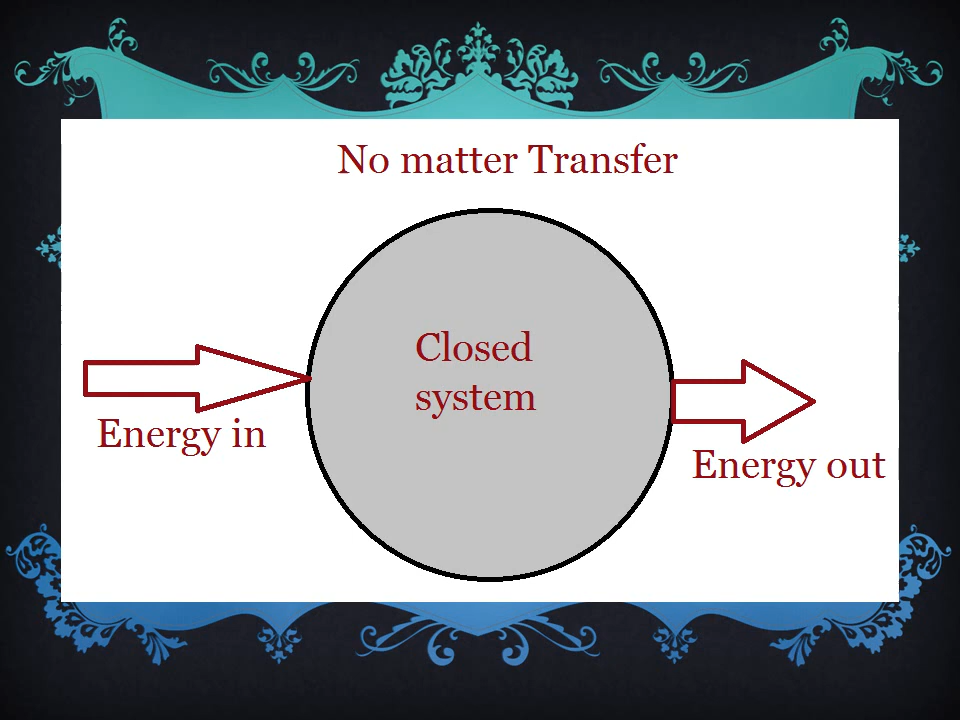 No matter Transfer
Closed
system
Energy in
Energy out